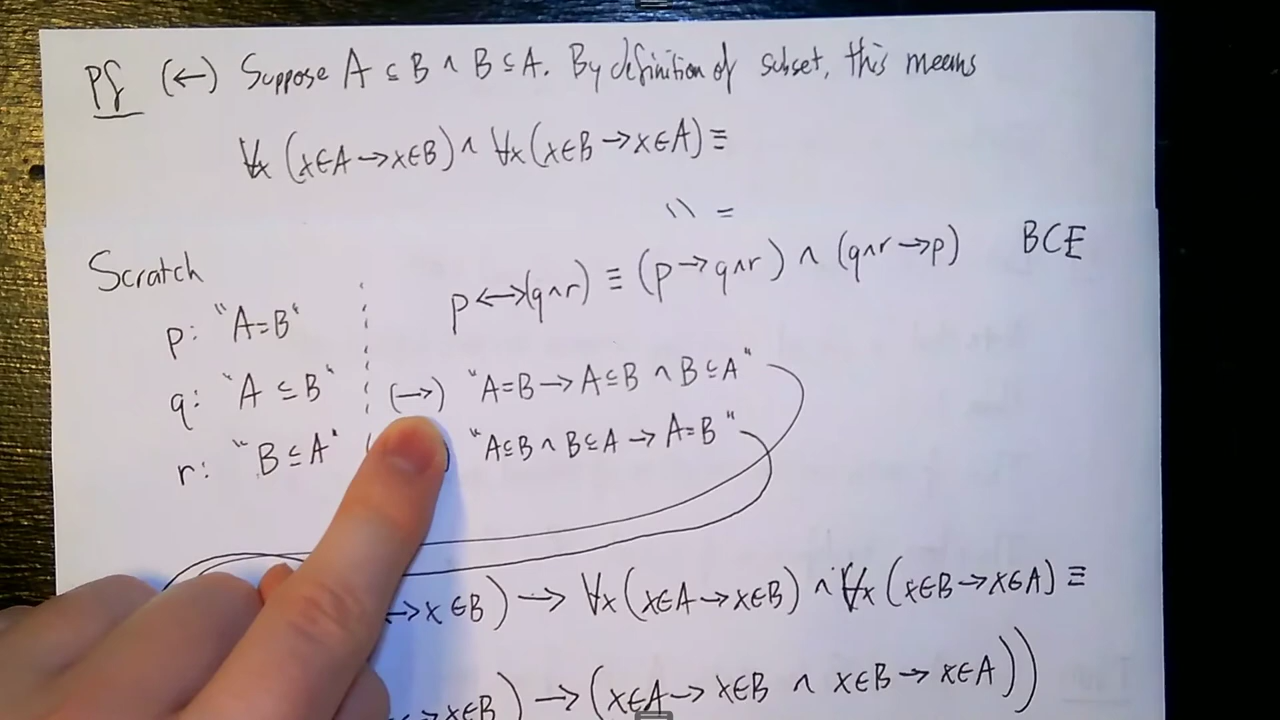 Pf (←) Suppose A ⊆ B ∧ B ⊆ A. By definition of subset, this means
∀x (x∈A → x∈B) ∧ ∀x (x∈B → x∈A) ≡
" =
Scratch
p ↔ (q∧r) ≡ (p → q∧r) ∧ (q∧r → p) BCE
p: "A=B"
q: "A ⊆ B" (→) "A=B → A⊆B ∧ B⊆A"
r: "B ⊆ A" ) "A⊆B ∧ B⊆A → A=B"
→ x∈B) → ∀x (x∈A → x∈B) ∧ ∀x (x∈B → x∈A) ≡
→ x∈B) → (x∈A → x∈B ∧ x∈B → x∈A))